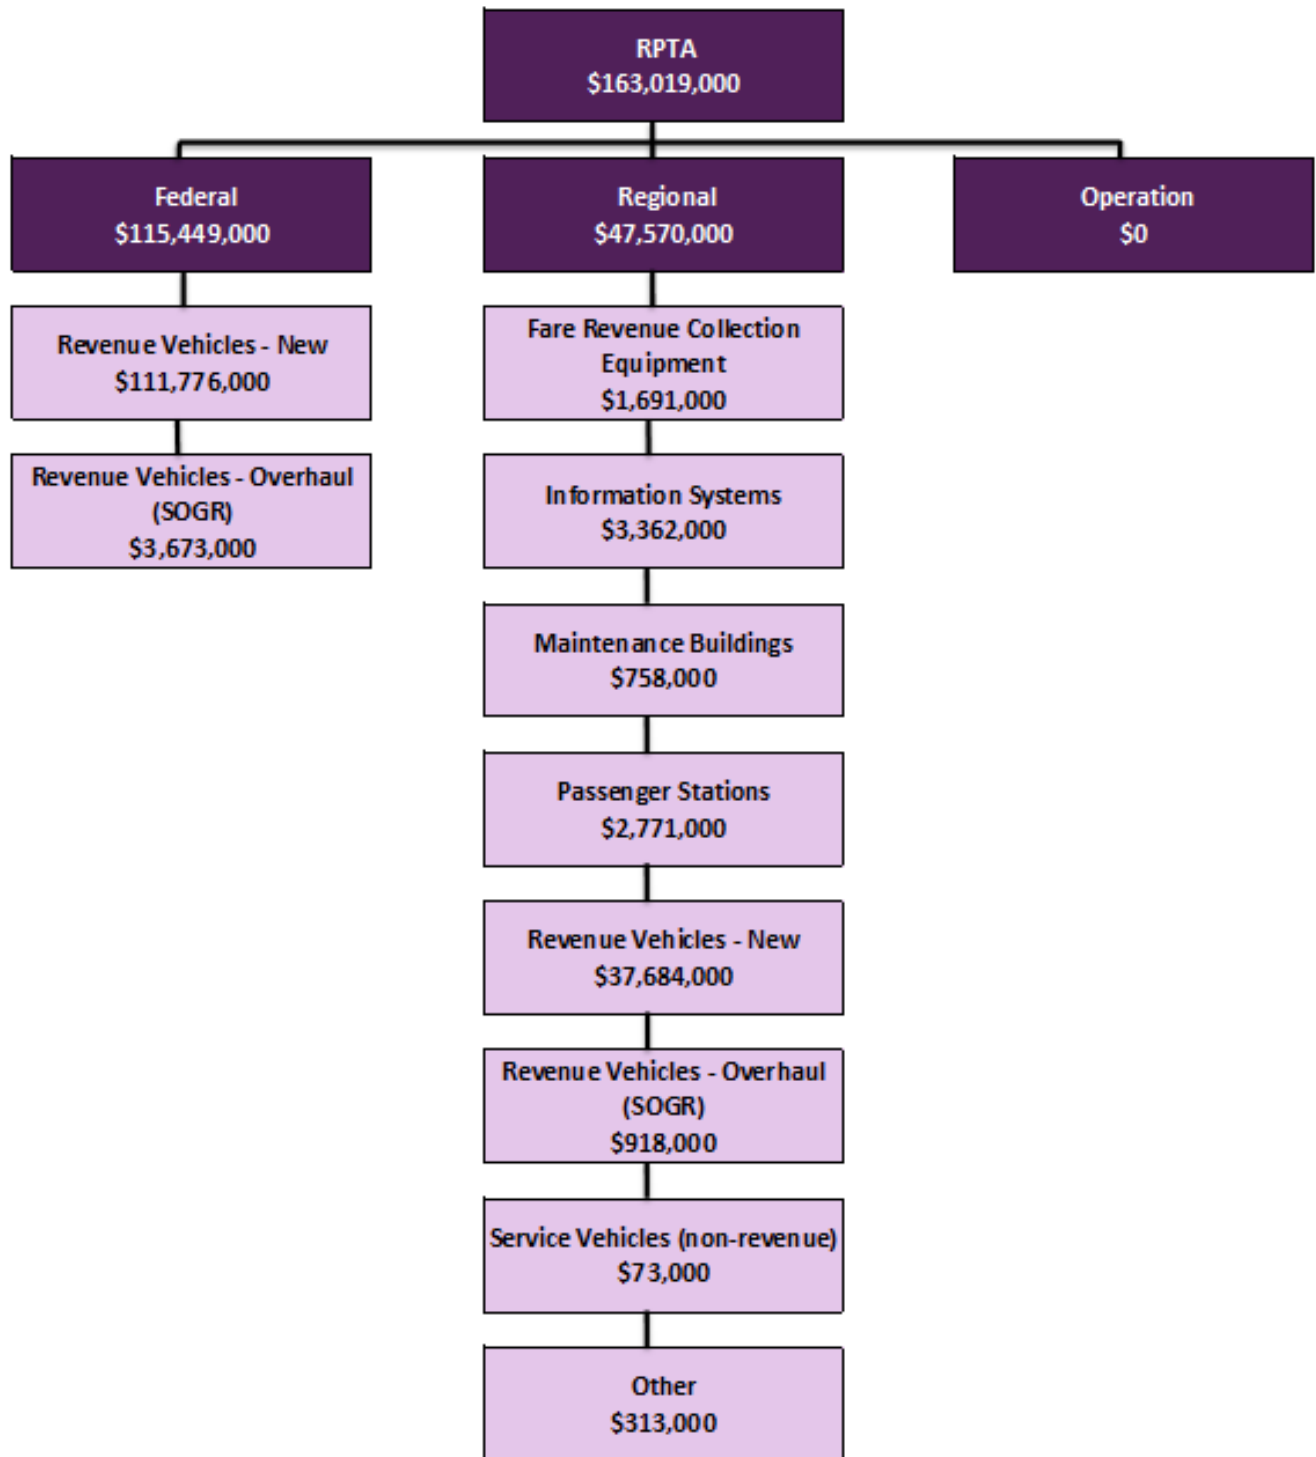 RPTA
$163,019,000
Federal
$115,449,000
Regional
$47,570,000
Operation
$0
Revenue Vehicles - New
$111,776,000
Revenue Vehicles - Overhaul
(SOGR)
$3,673,000
Fare Revenue Collection
Equipment
$1,691,000
Information Systems
$3,362,000
Maintenance Buildings
$758,000
Passenger Stations
$2,771,000
Revenue Vehicles - New
$37,684,000
Revenue Vehicles - Overhaul
(SOGR)
$918,000
Service Vehicles (non-revenue)
$73,000
Other
$313,000